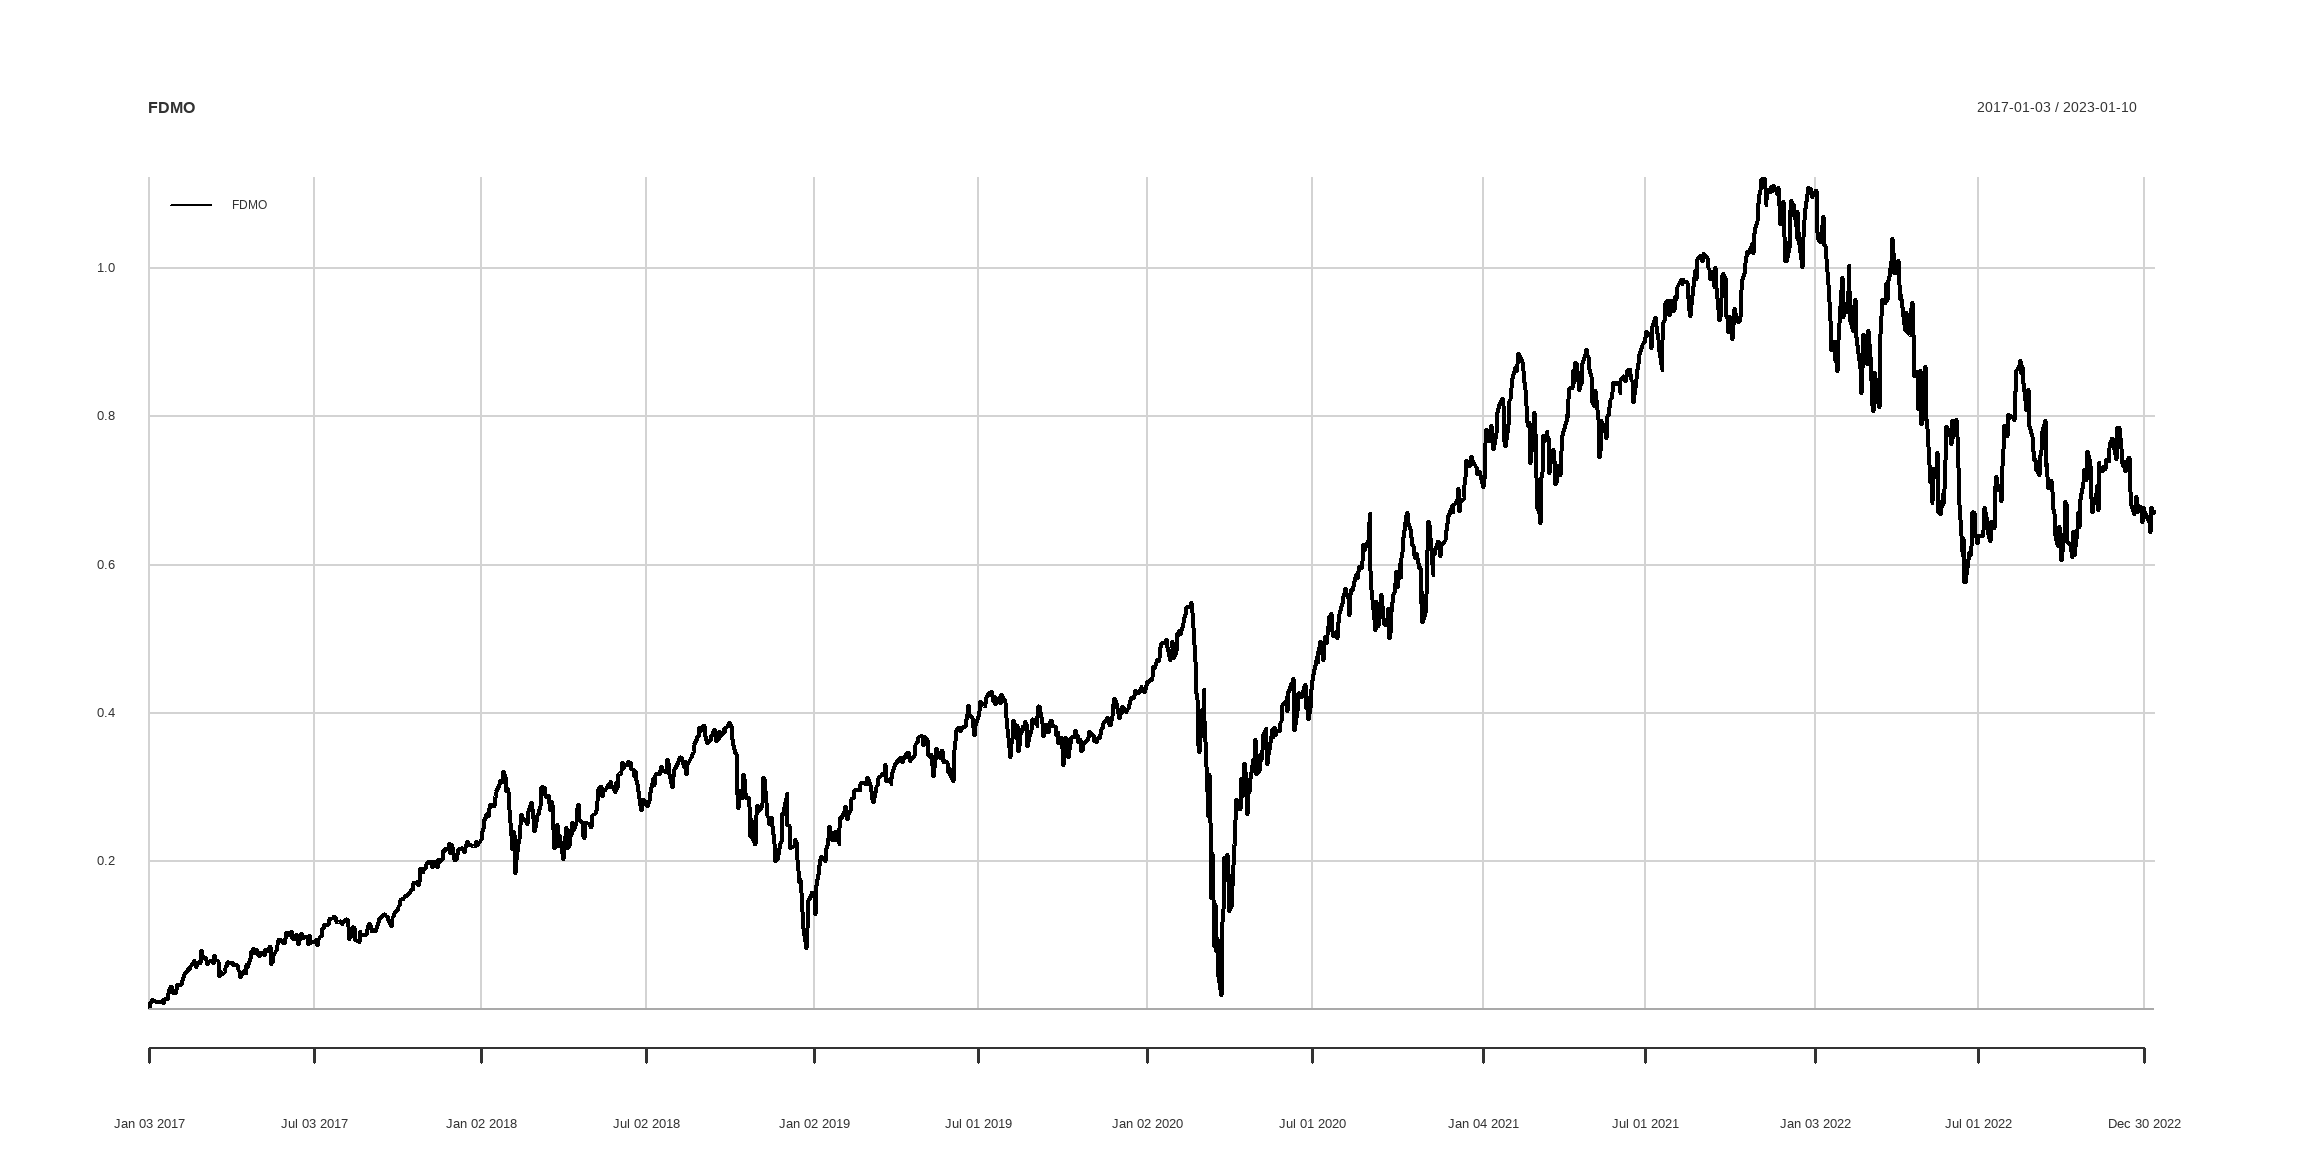 FDMO
2017-01-03 / 2023-01-10
FDMO
1.0
0.8
0.6
0.4
0.2
Jan 03 2017
Jul 03 2017
Jan 02 2018
Jul 02 2018
Jan 02 2019
Jul 01 2019
Jan 02 2020
Jul 01 2020
Jan 04 2021
Jul 01 2021
Jan 03 2022
Jul 01 2022
Dec 30 2022